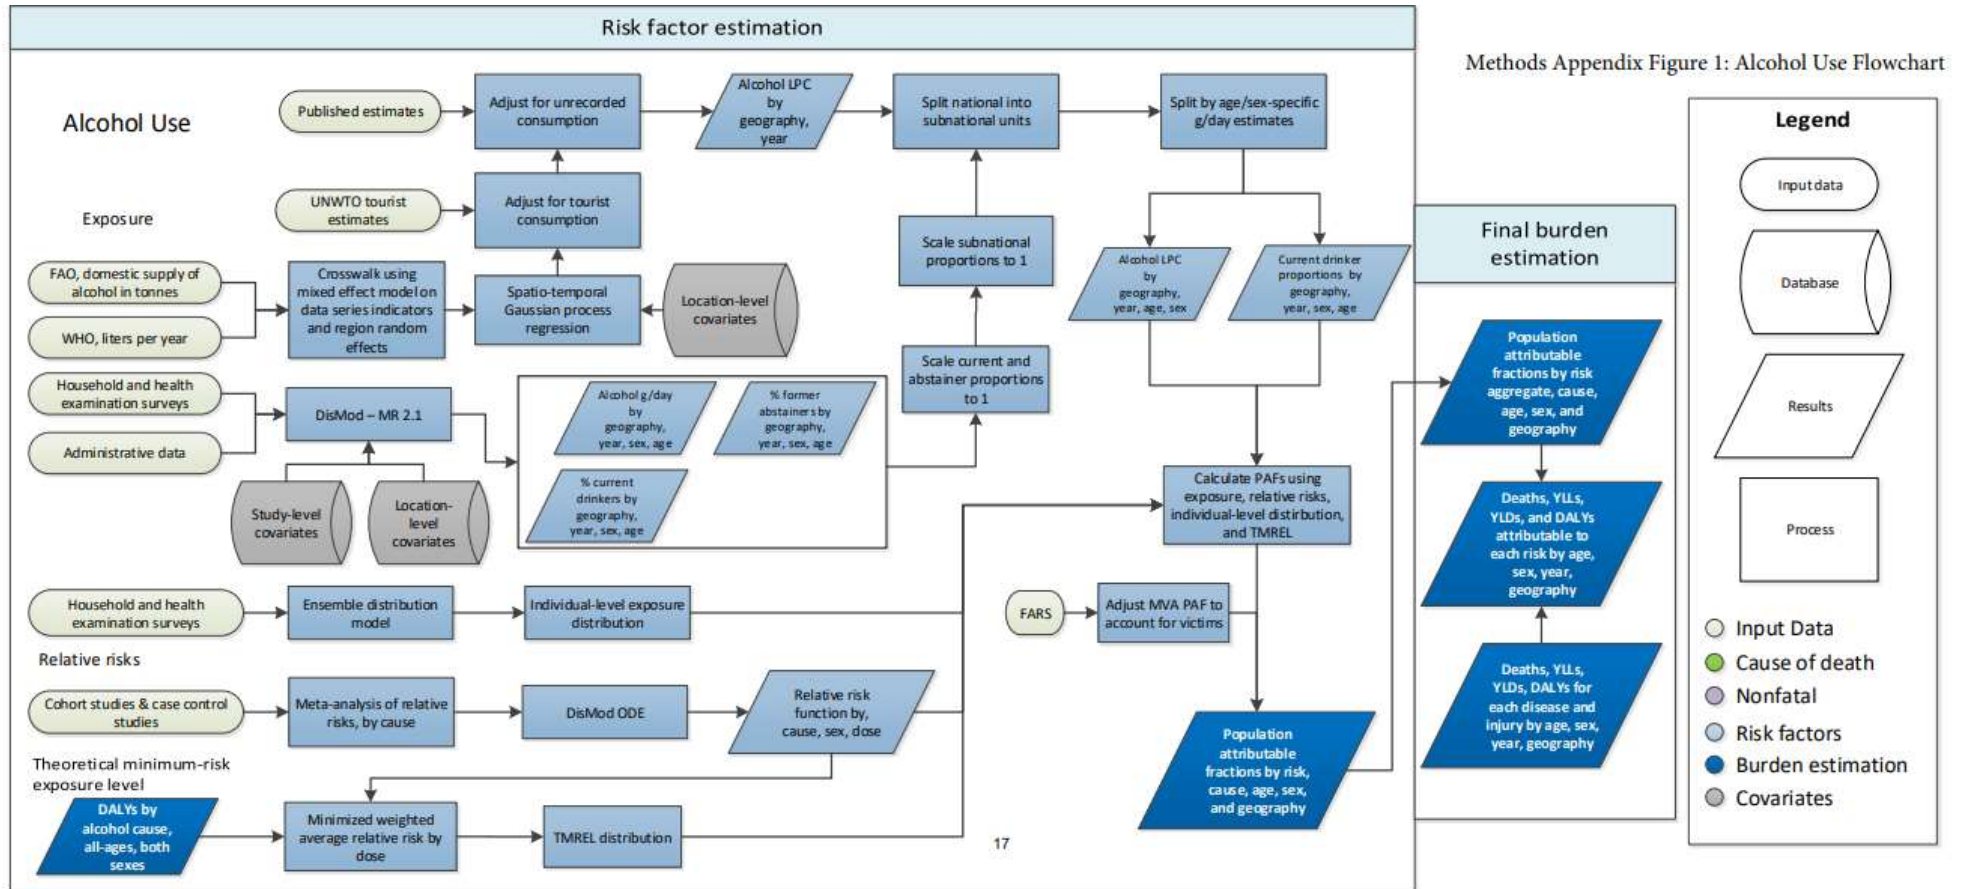 Risk factor estimation
Methods Appendix Figure 1: Alcohol Use Flowchart
Alcohol Use
Published estimates
Adjust for unrecorded
consumption
Alcohol LPC
by
geography,
year
Split national into
subnational units
Split by age/sex-specific
g/day estimates
UNWTO tourist
estimates
Adjust for tourist
consumption
Exposure
FAO, domestic supply of
alcohol in tonnes
WHO, liters per year
Crosswalk using
mixed effect model on
data series indicators
and region random
effects
Spatio-temporal
Gaussian process
regression
Location-level
covariates
Scale subnational
proportions to 1
Scale current and
abstainer proportions
to 1
Alcohol LPC
by
geography,
year, age, sex
Current drinker
proportions by
geography,
year, sex, age
Household and health
examination surveys
Administrative data
DisMod – MR 2.1
Study-level
covariates
Location-
level
covariates
Alcohol g/day
by
geography,
year, sex, age
% former
abstainers by
geography,
year, sex, age
% current
drinkers by
geography,
year, sex, age
Calculate PAFs using
exposure, relative risks,
individual-level distirbution,
and TMREL
Household and health
examination surveys
Ensemble distribution
model
Individual-level exposure
distribution
FARS
Adjust MVA PAF to
account for victims
Relative risks
Cohort studies & case control
studies
Meta-analysis of relative
risks, by cause
DisMod ODE
Relative risk
function by,
cause, sex, dose
Population
attributable
fractions by risk,
cause, age, sex,
and geography
Theoretical minimum-risk
exposure level
DALYs by
alcohol cause,
all-ages, both
sexes
Minimized weighted
average relative risk by
dose
TMREL distribution
17
Final burden
estimation
Population
attributable
fractions by risk
aggregate, cause,
age, sex, and
geography
Deaths, YLLs,
YLDs, and DALYs
attributable to
each risk by age,
sex, year,
geography
Deaths, YLLs,
YLDs, DALYs for
each disease and
injury by age, sex,
year, geography
Legend
Input data
Database
Results
Process
Input Data
Cause of death
Nonfatal
Risk factors
Burden estimation
Covariates